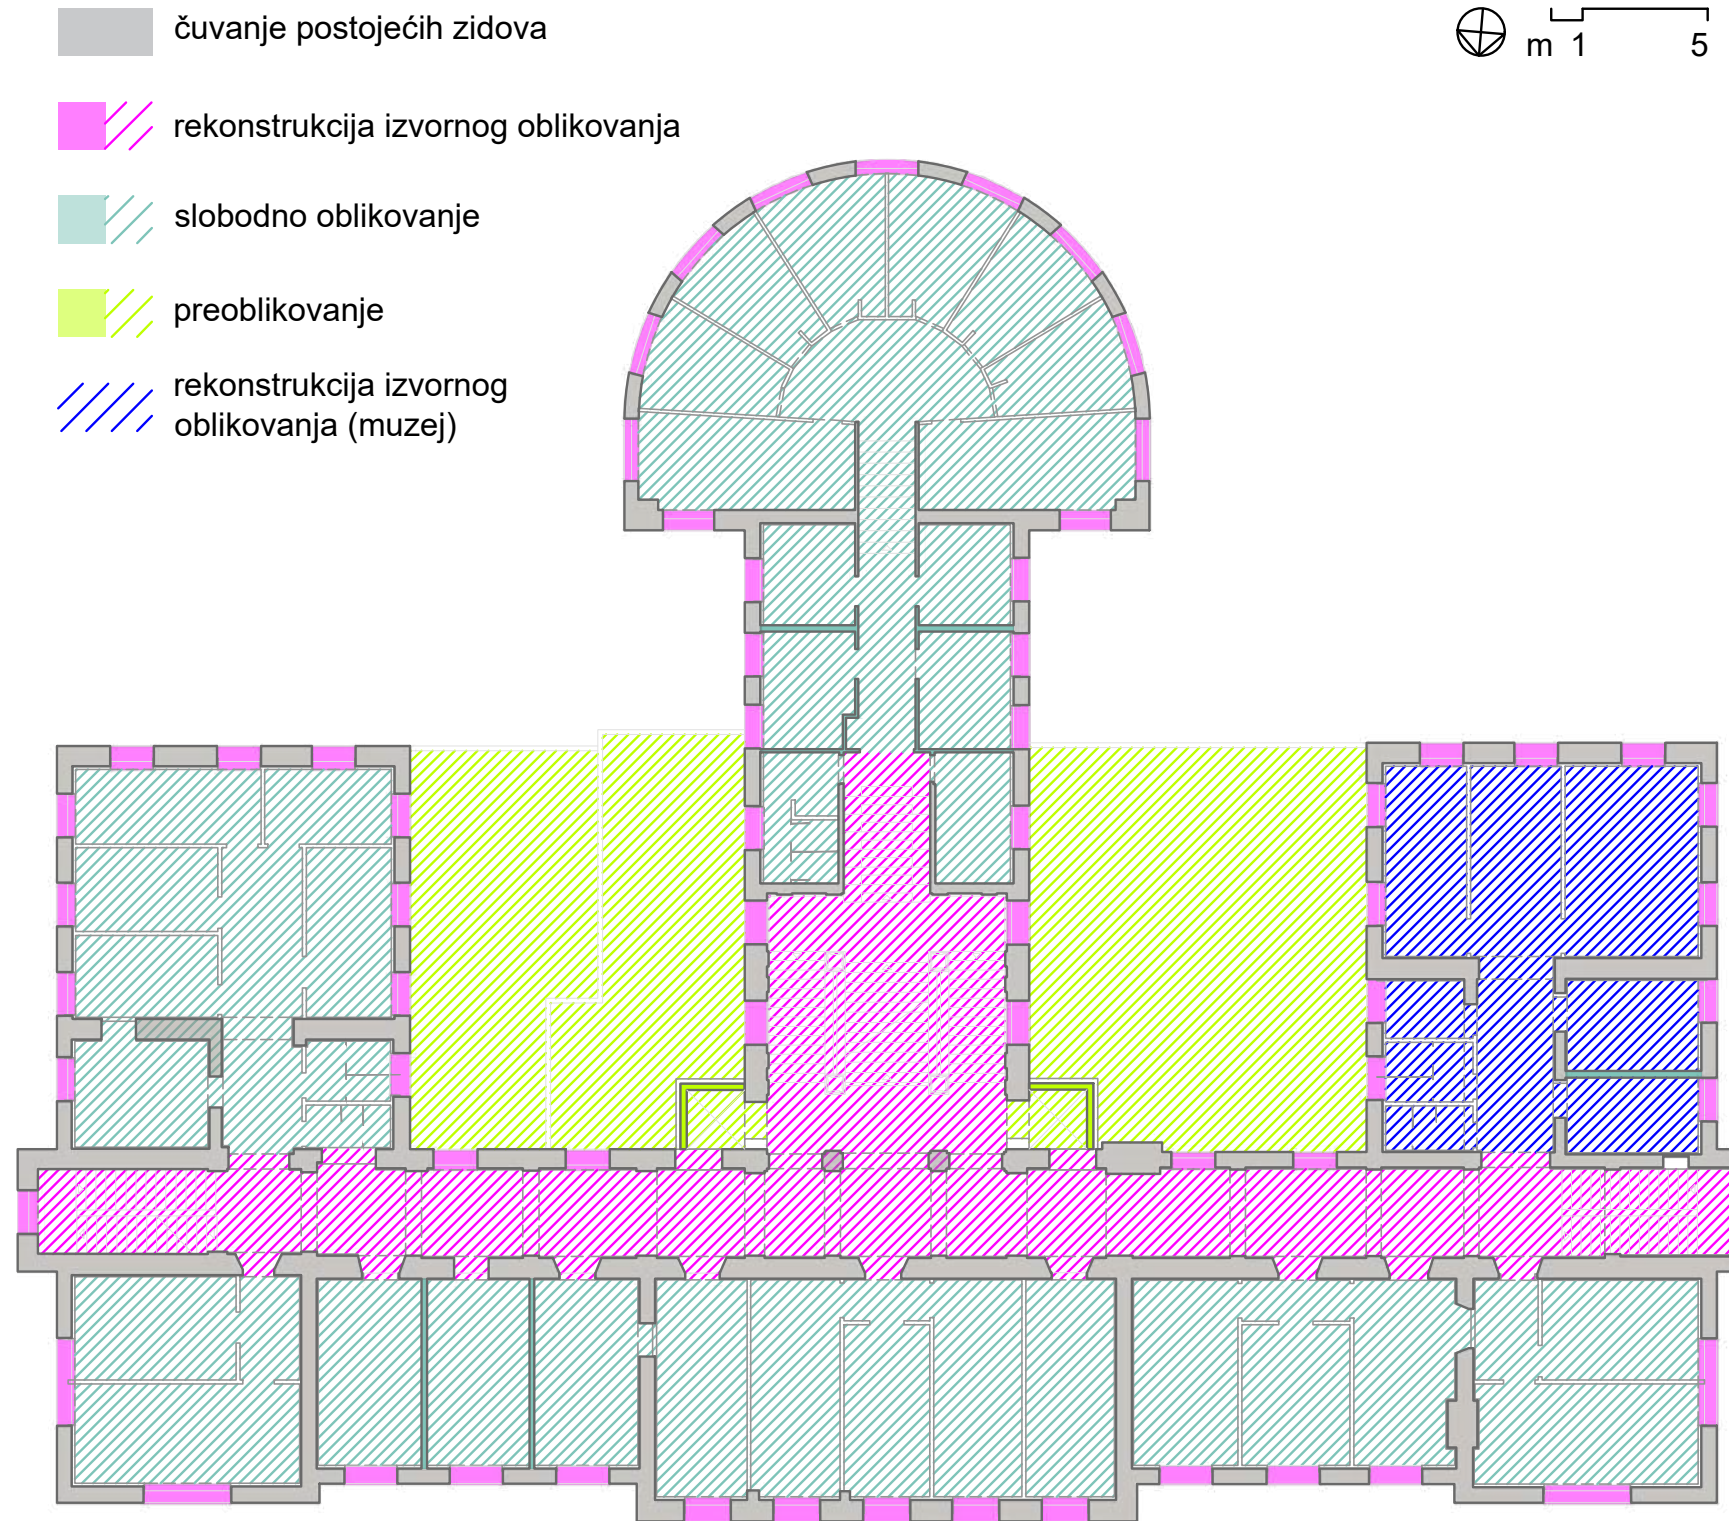 čuvanje postojećih zidova
m 1 5
rekonstrukcija izvornog oblikovanja
slobodno oblikovanje
preoblikovanje
rekonstrukcija izvornog
oblikovanja (muzej)